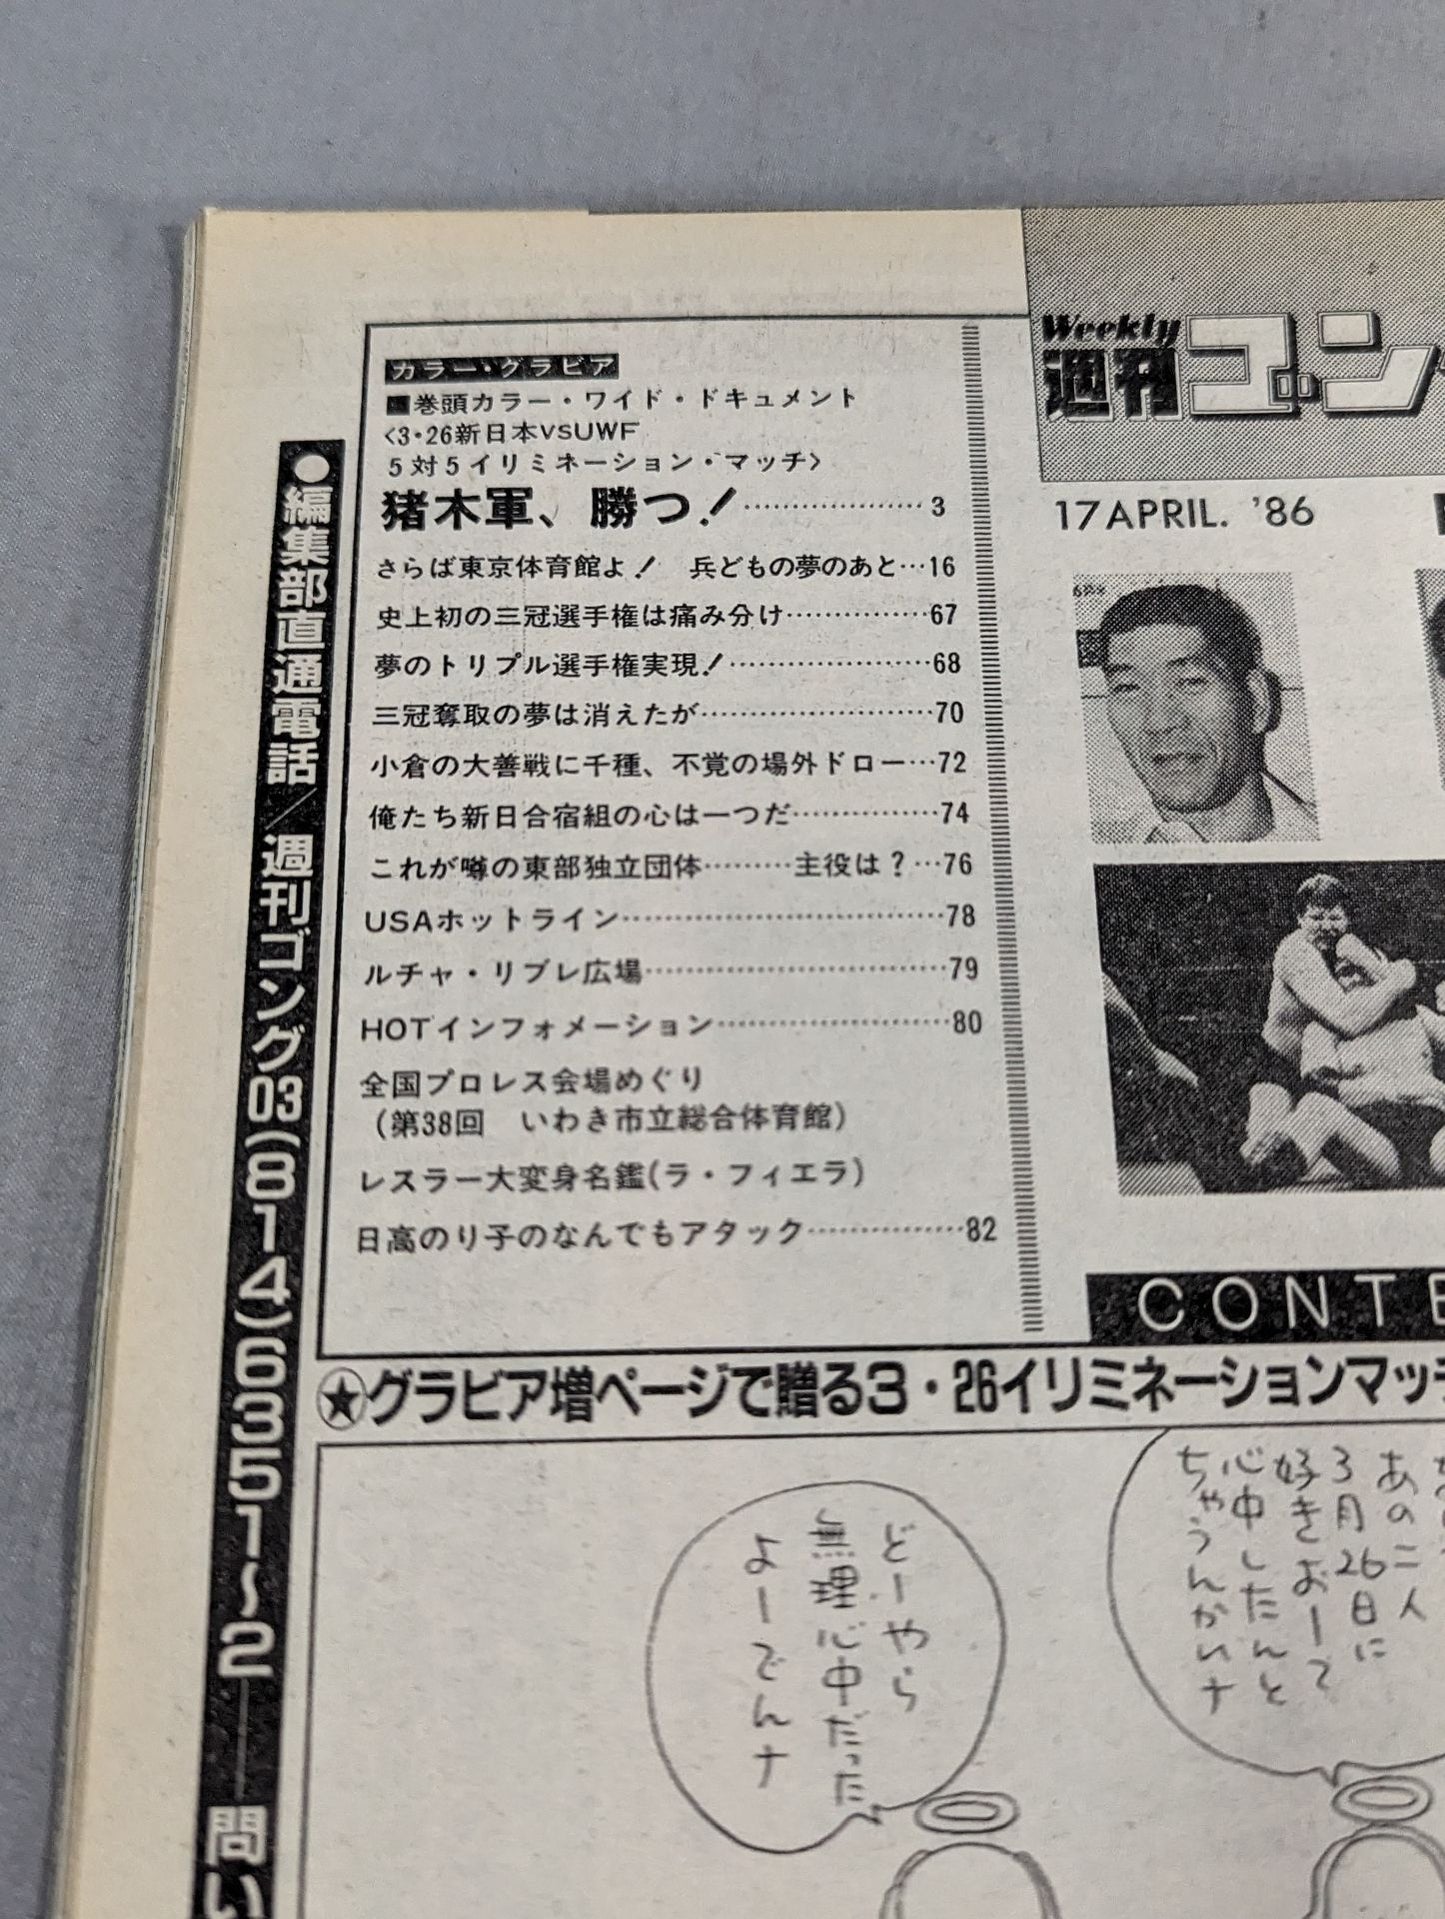 カラー・グラビア
■巻頭カラー・ワイド・ドキュメント
<3・26新日本VSUWF
5対5イリミネーション・マッチ>
猪木軍、勝つ!…………………3
さらば東京体育館よ!　兵どもの夢のあと…16
史上初の三冠選手権は痛み分け……………67
夢のトリプル選手権実現!…………………68
三冠奪取の夢は消えたが……………………70
小倉の大善戦に千種、不覚の場外ドロー…72
俺たち新日合宿組の心は一つだ……………74
これが噂の東部独立団体………主役は?…76
USAホットライン……………………………78
ルチャ・リブレ広場…………………………79
HOTインフォメーション……………………80
全国プロレス会場めぐり
(第38回　いわき市立総合体育館)
レスラー大変身名鑑(ラ・フィエラ)
日高のり子のなんでもアタック……………82
●編集部直通電話/週刊ゴング03(814)6351〜2──問い
Weekly
週刊ゴン
17 APRIL. '86
CONTE
★グラビア増ページで贈る3・26イリミネーションマッチ
あの二人
3月26日に
好きおーて
心中したんと
ちゃうんかいナ
どーやら
無理心中だった
よーでんナ